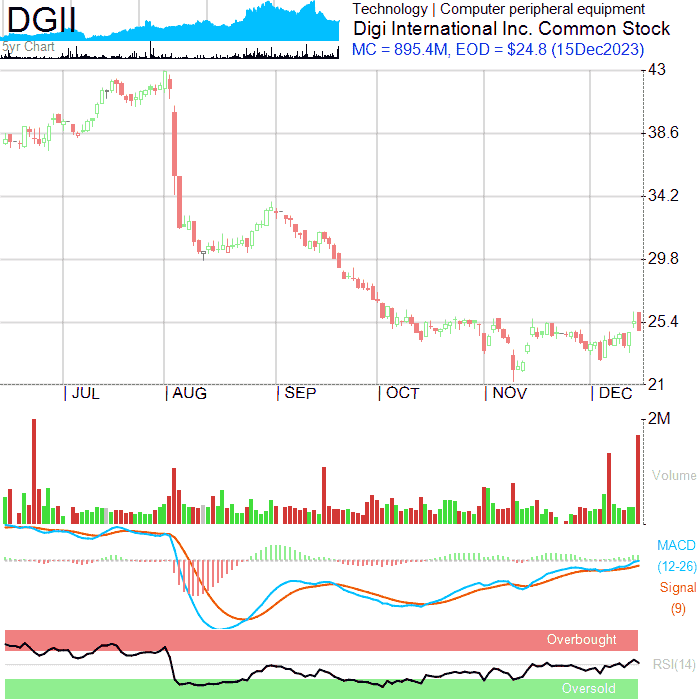 DGII
5yr Chart
Technology | Computer peripheral equipment
Digi International Inc. Common Stock
MC = 895.4M, EOD = $24.8 (15Dec2023)
43
38.6
34.2
29.8
25.4
21
JUL AUG SEP OCT NOV DEC
2M
Volume
MACD
(12-26)
Signal
(9)
Overbought
RSI(14)
Oversold